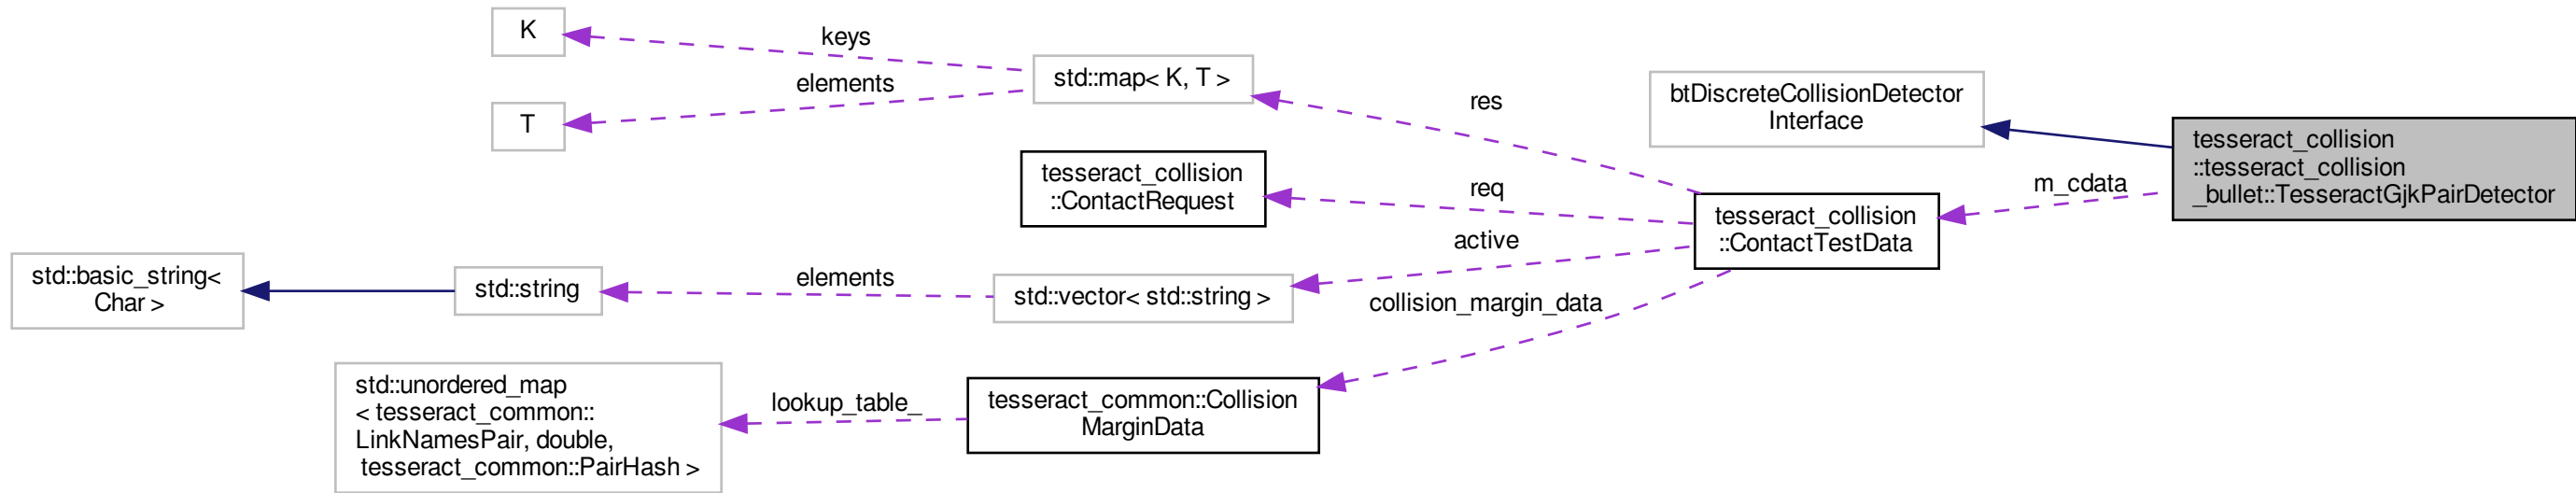 K
keys
std::map< K, T >
elements
T
res
btDiscreteCollisionDetector
Interface
tesseract_collision
::tesseract_collision
_bullet::TesseractGjkPairDetector
m_cdata
tesseract_collision
::ContactRequest
req
tesseract_collision
::ContactTestData
active
std::basic_string<
Char >
std::string
elements
std::vector< std::string >
collision_margin_data
std::unordered_map
< tesseract_common::
LinkNamesPair, double,
tesseract_common::PairHash >
lookup_table_
tesseract_common::Collision
MarginData